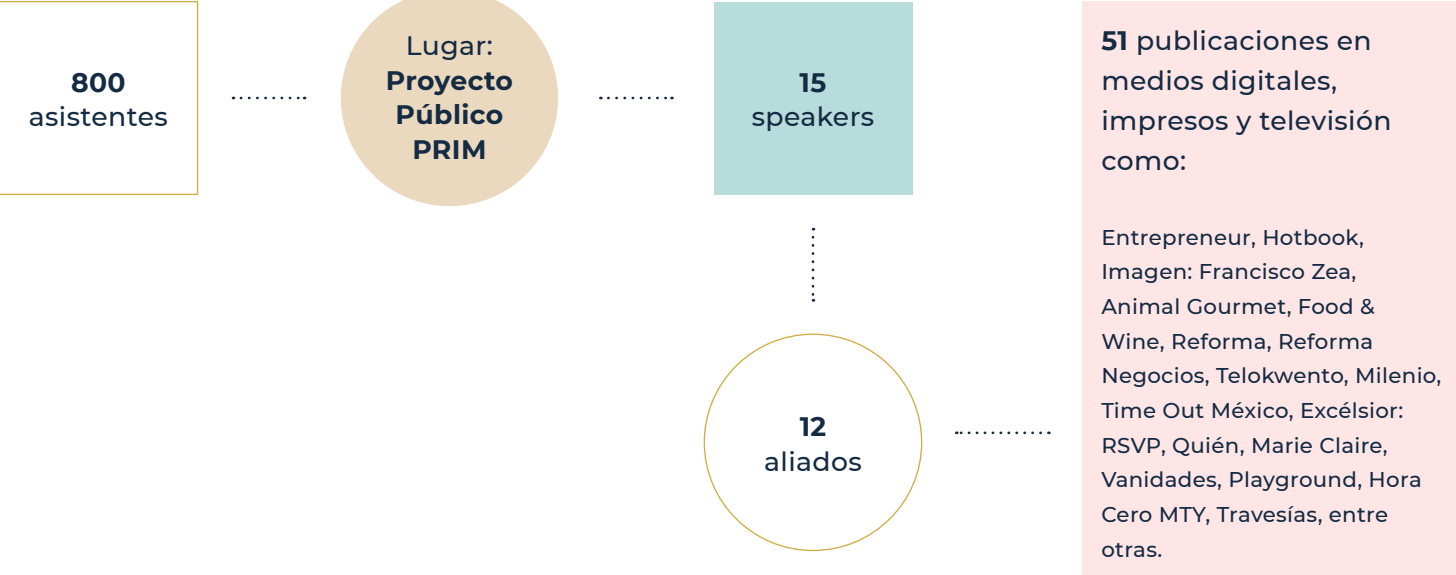 800
asistentes
Lugar:
Proyecto
Público
PRIM
15
speakers
12
aliados
51 publicaciones en
medios digitales,
impresos y televisión
como:
Entrepreneur, Hotbook,
Imagen: Francisco Zea,
Animal Gourmet, Food &
Wine, Reforma, Reforma
Negocios, Telokwento, Milenio,
Time Out México, Excélsior:
RSVP, Quién, Marie Claire,
Vanidades, Playground, Hora
Cero MTY, Travesías, entre
otras.